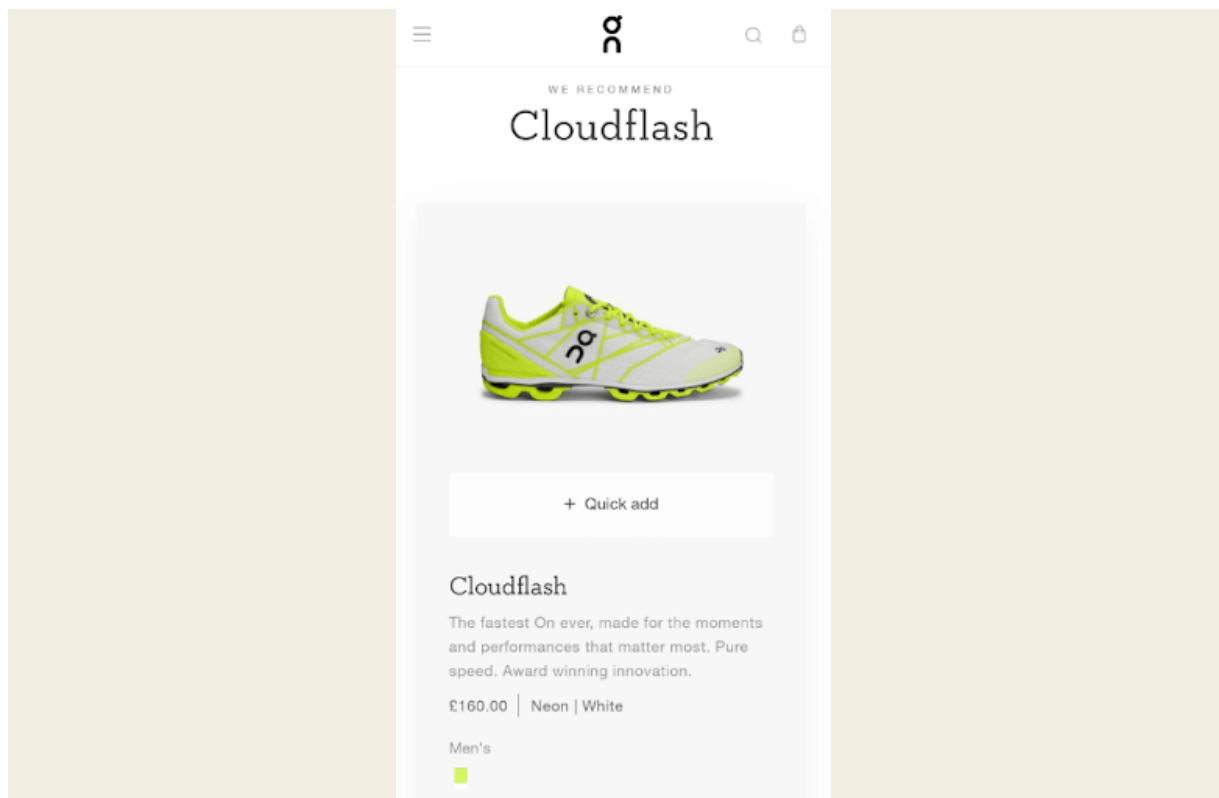 WE RECOMMEND
Cloudflash
+ Quick add
Cloudflash
The fastest On ever, made for the moments
and performances that matter most. Pure
speed. Award winning innovation.
£160.00 | Neon | White
Men's